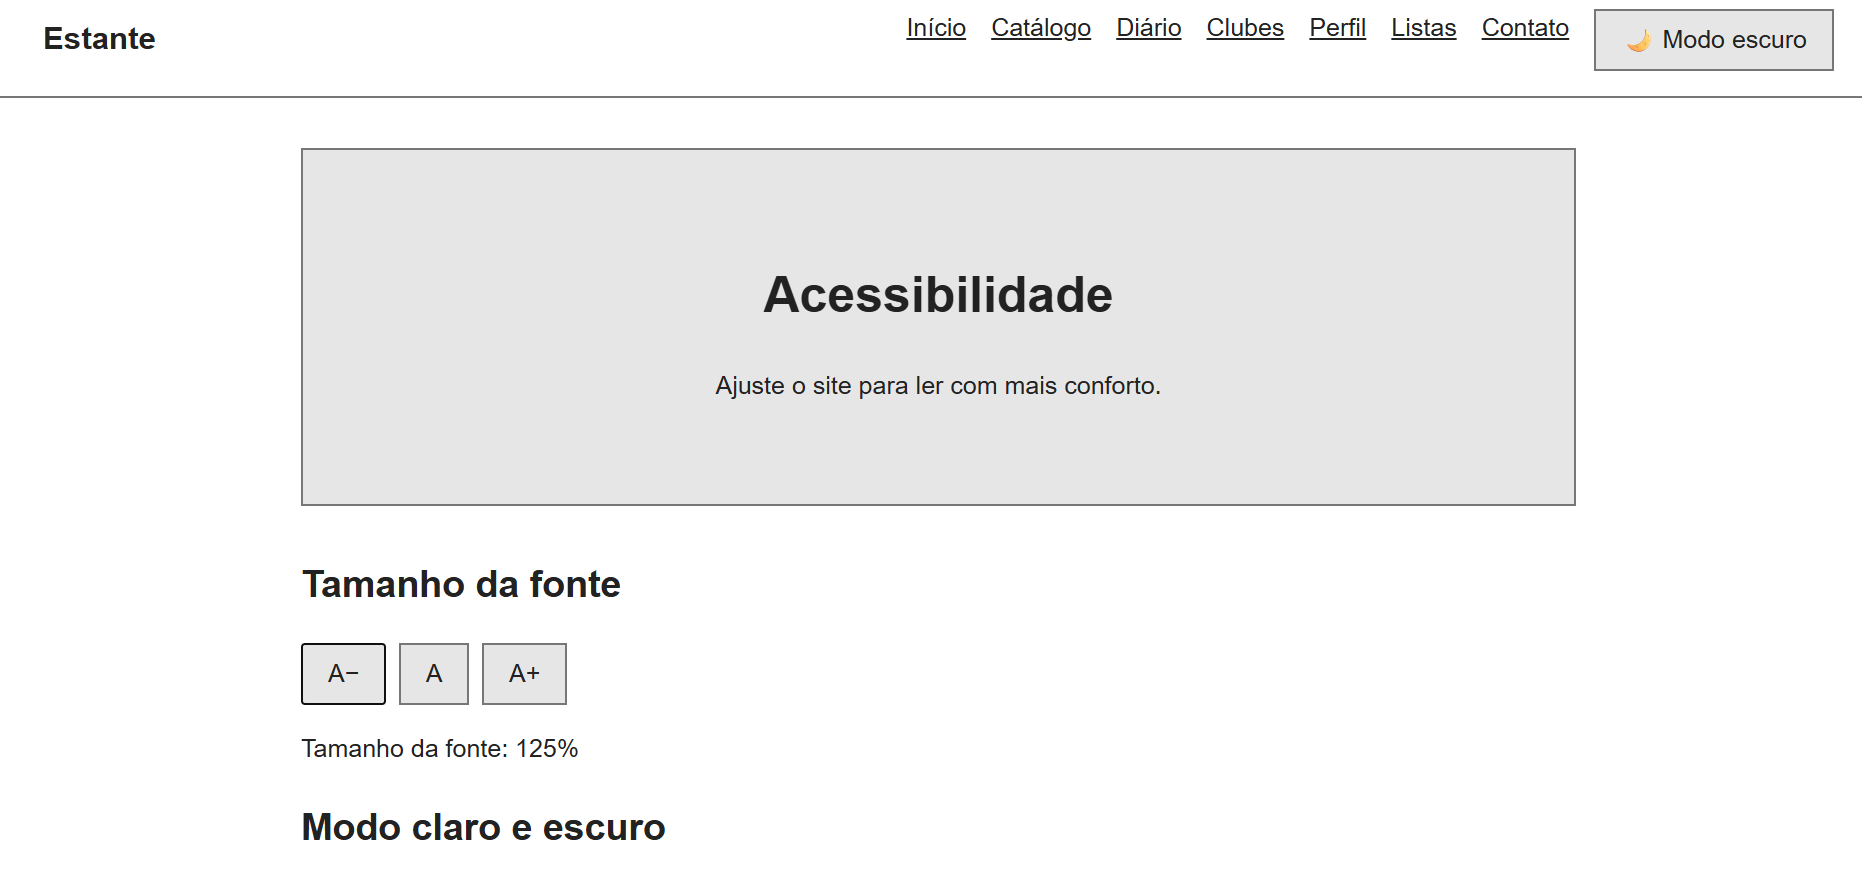 Estante
Início Catálogo Diário Clubes Perfil Listas Contato 🌙 Modo escuro
Acessibilidade
Ajuste o site para ler com mais conforto.
Tamanho da fonte
A− A A+
Tamanho da fonte: 125%
Modo claro e escuro